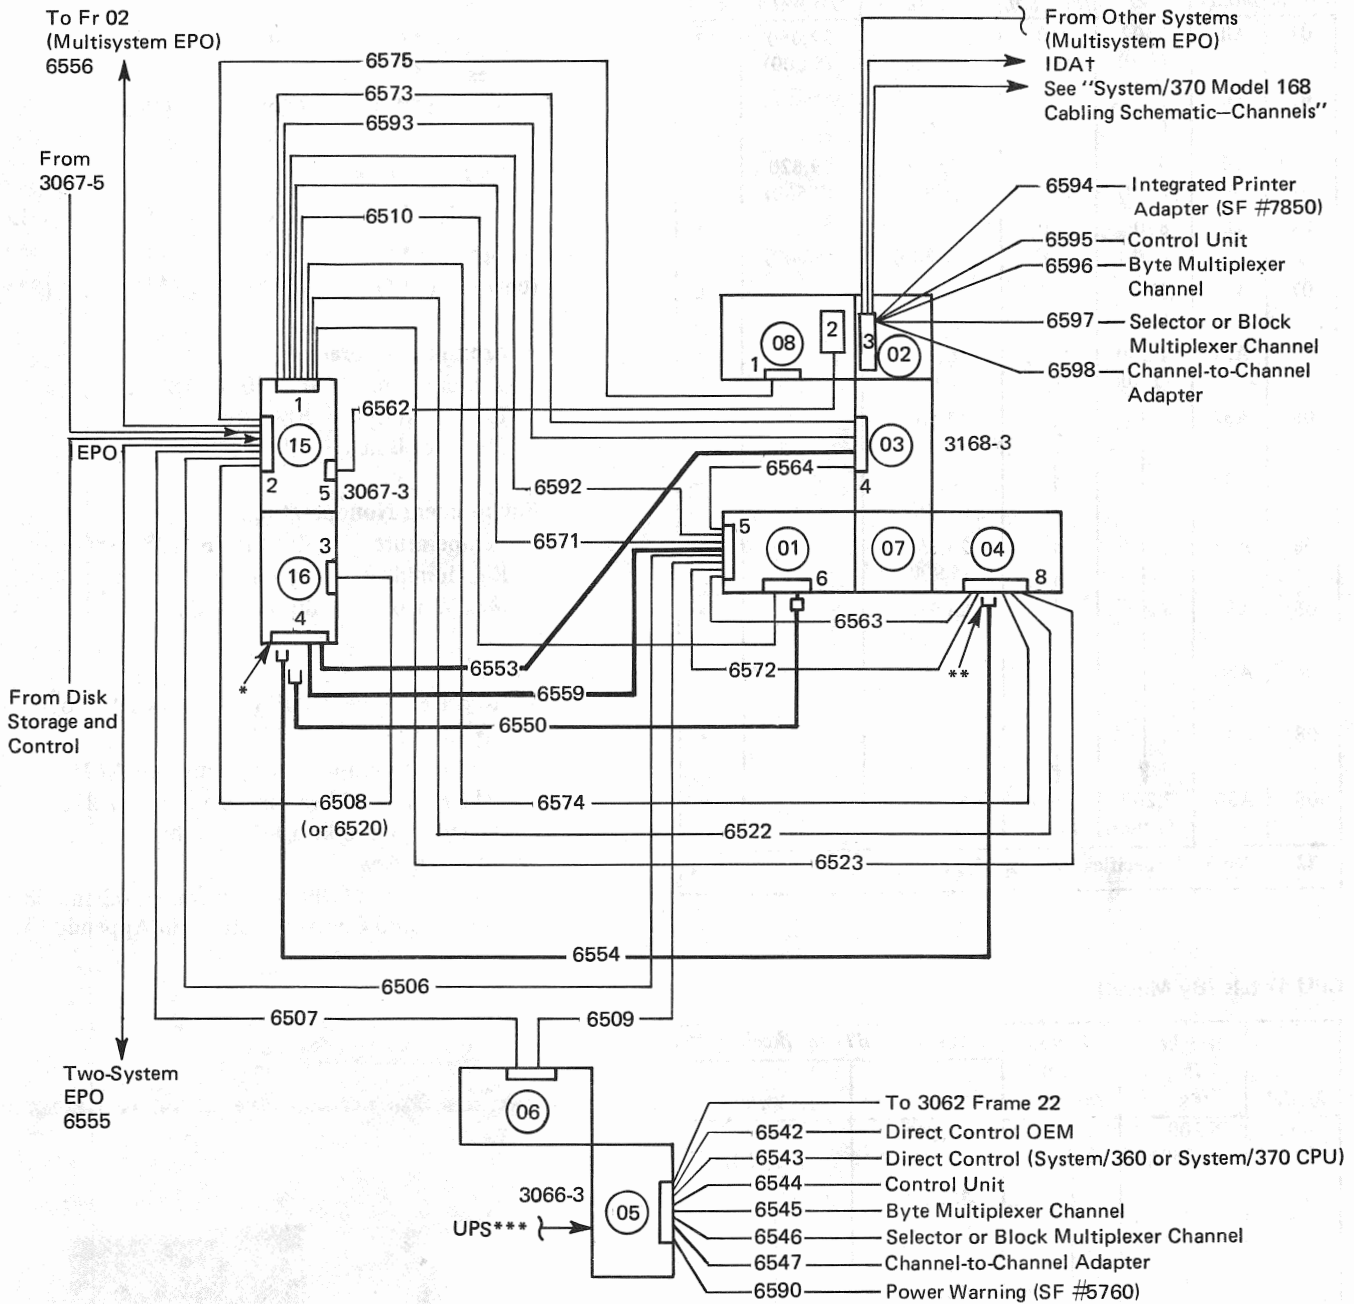 To Fr 02
(Multisystem EPO)
6556
From Other Systems
(Multisystem EPO)
IDA†
See "System/370 Model 168
Cabling Schematic—Channels"
6575
6573
6593
From
3067-5
6510
6594
Integrated Printer
Adapter (SF #7850)
6595
Control Unit
6596
Byte Multiplexer
Channel
6597
Selector or Block
Multiplexer Channel
6598
Channel-to-Channel
Adapter
08
1
2
3
02
1
6562
15
EPO
2
5
3067-3
03
4
3168-3
6564
6592
6571
5
01
07
04
6
8
3
16
4
6563
6572
*
**
6553
6559
6550
From Disk
Storage and
Control
6508
(or 6520)
6574
6522
6523
6554
6506
6507
6509
Two-System
EPO
6555
06
3066-3
05
UPS***
To 3062 Frame 22
6542
Direct Control OEM
6543
Direct Control (System/360 or System/370 CPU)
6544
Control Unit
6545
Byte Multiplexer Channel
6546
Selector or Block Multiplexer Channel
6547
Channel-to-Channel Adapter
6590
Power Warning (SF #5760)